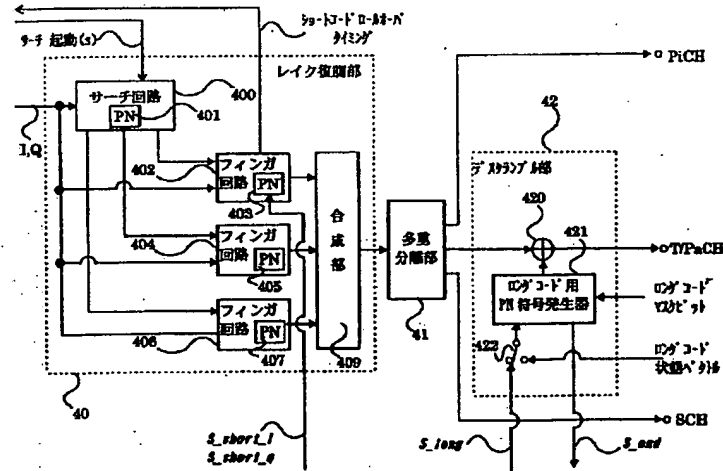 サーチ 起動(s)
ショートコードロールオーバ
タイミング
レイク復調部
サーチ回路
400
PN
401
I,Q
402
フィンガ
回路
PN
403
404
フィンガ
回路
PN
405
406
フィンガ
回路
PN
407
合成部
409
40
S_short_i
S_short_q
多重
分離部
41
PiCH
42
デスクランブル部
420
421
T/PaCH
ロングコード用
PN 符号発生器
ロングコード
マスクビット
422
ロングコード
状態ベクトル
SCH
S_long
S_end